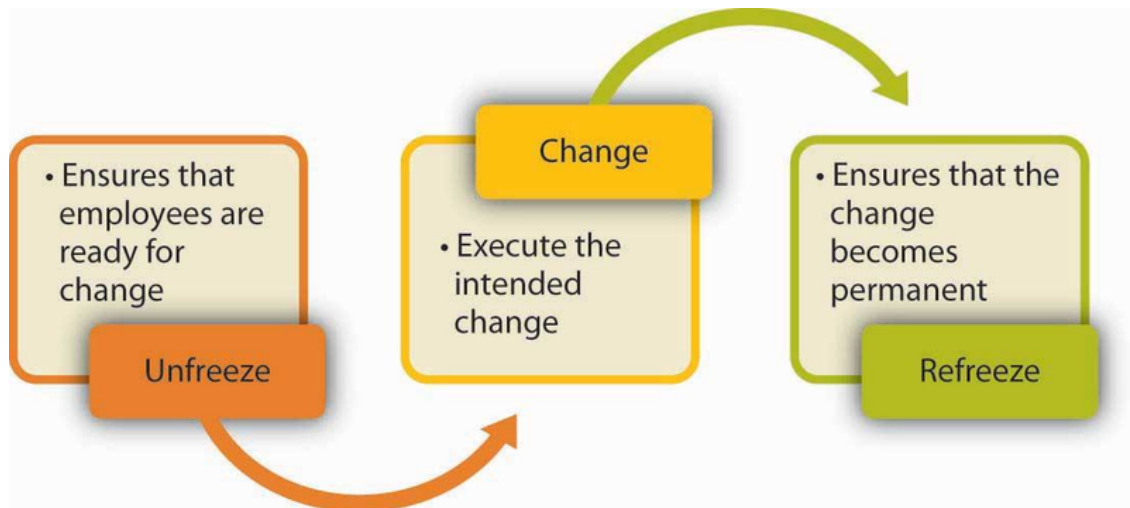 • Ensures that
employees are
ready for
change
Unfreeze
Change
• Execute the
intended
change
• Ensures that the
change
becomes
permanent
Refreeze